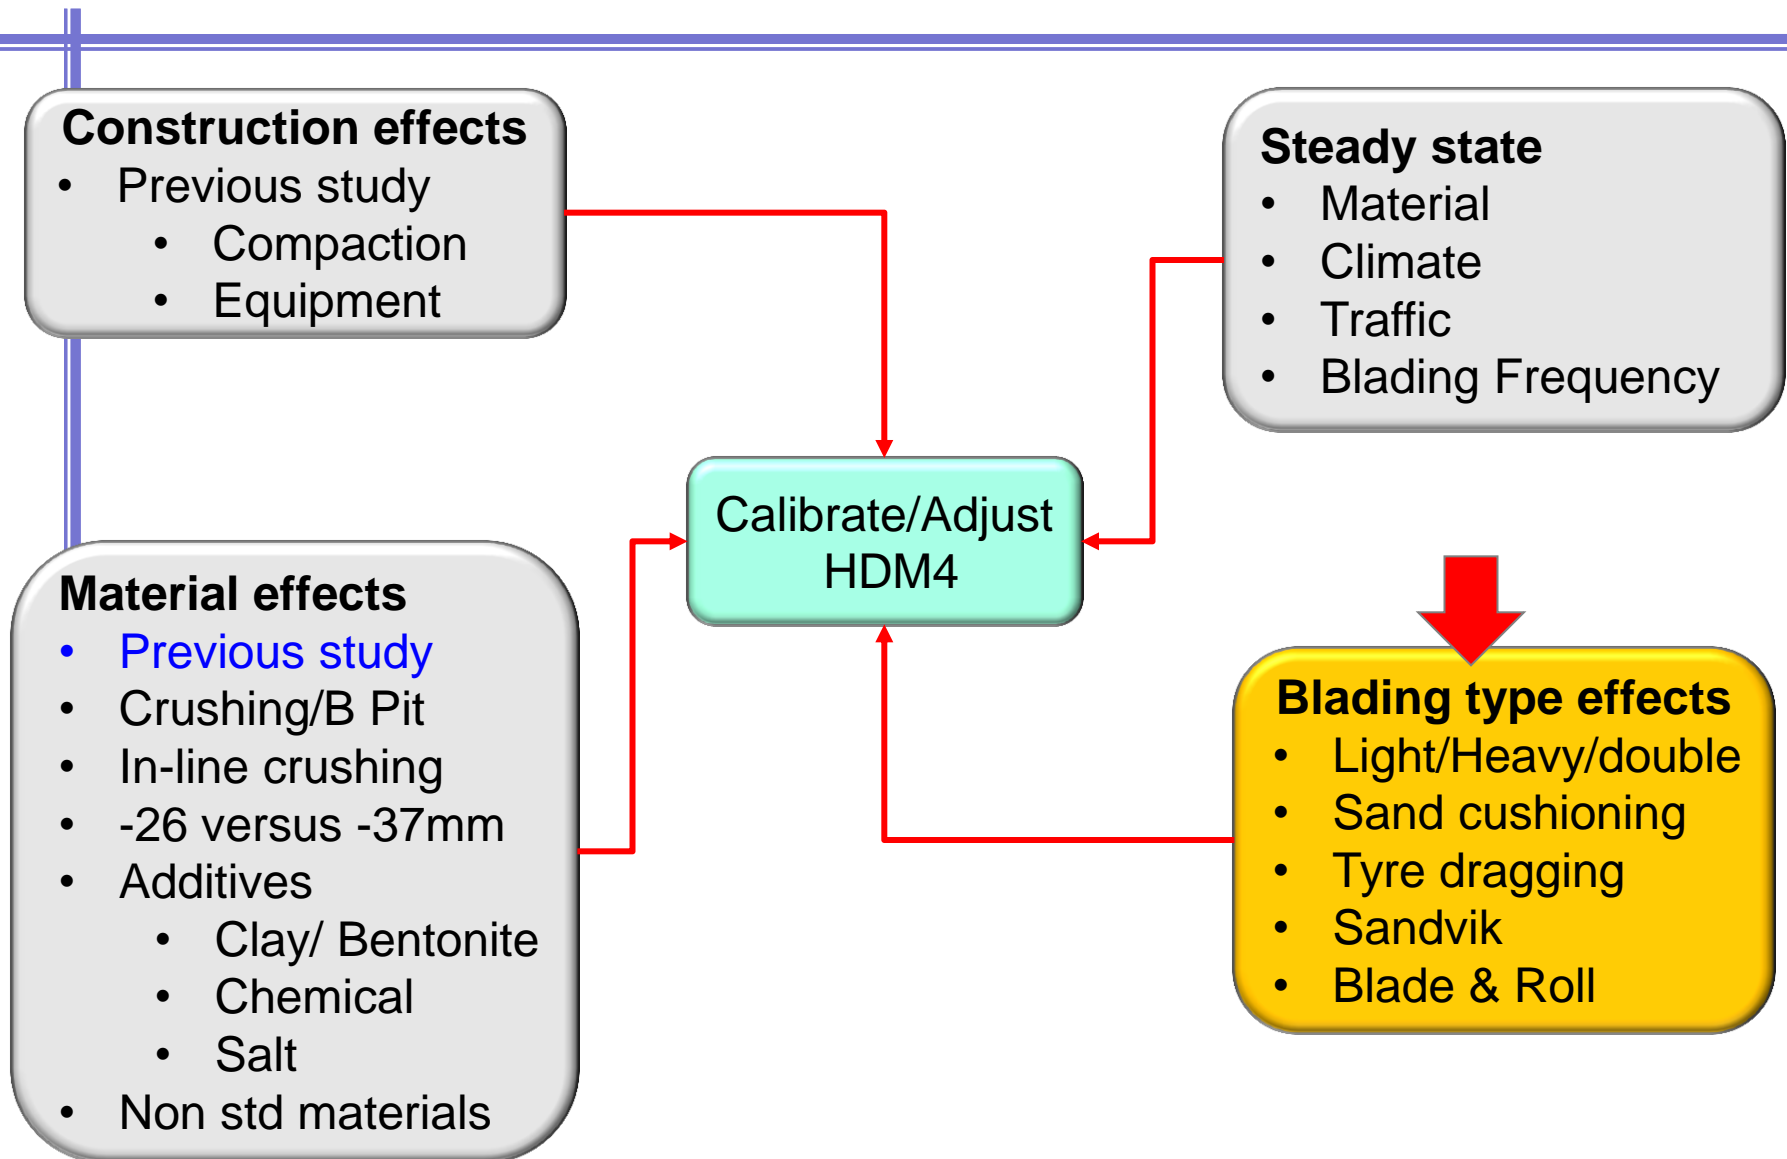 Construction effects
• Previous study
• Compaction
• Equipment
Steady state
• Material
• Climate
• Traffic
• Blading Frequency
Calibrate/Adjust
HDM4
Material effects
• Previous study
• Crushing/B Pit
• In-line crushing
• -26 versus -37mm
• Additives
• Clay/ Bentonite
• Chemical
• Salt
• Non std materials
Blading type effects
• Light/Heavy/double
• Sand cushioning
• Tyre dragging
• Sandvik
• Blade & Roll